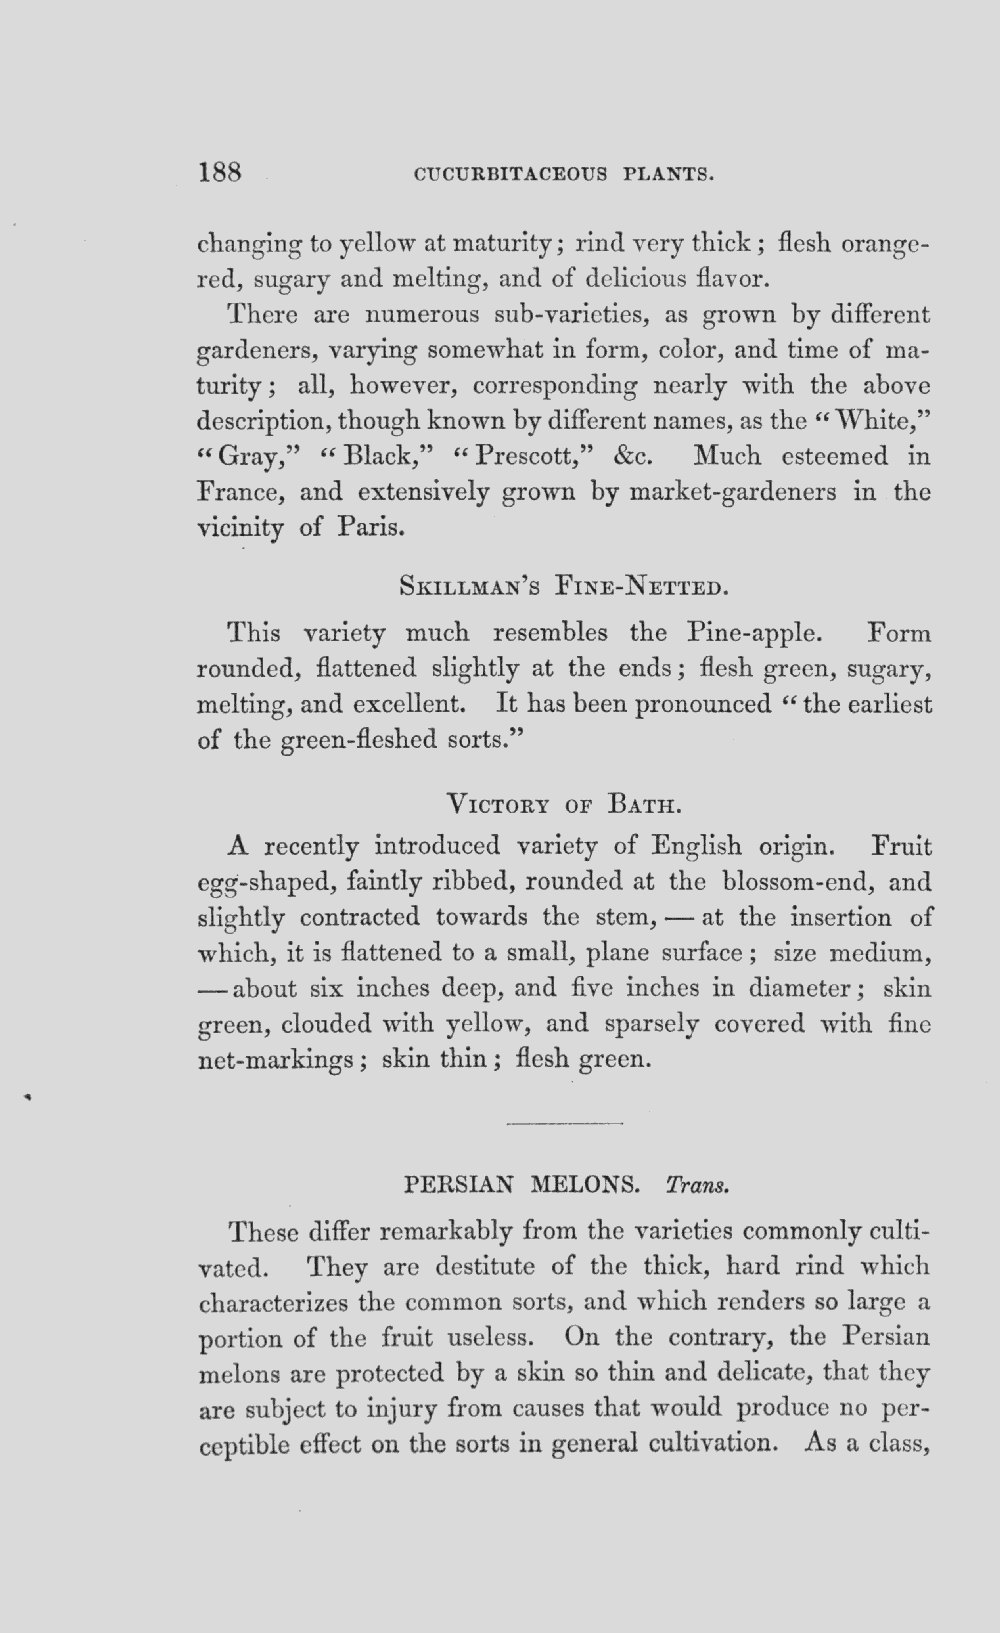 188 CUCURBITACEOUS PLANTS.
changing to yellow at maturity; rind very thick; flesh orange-
red, sugary and melting, and of delicious flavor.
There are numerous sub-varieties, as grown by different
gardeners, varying somewhat in form, color, and time of ma-
turity; all, however, corresponding nearly with the above
description, though known by different names, as the “White,”
“Gray,” “Black,” “Prescott,” &c. Much esteemed in
France, and extensively grown by market-gardeners in the
vicinity of Paris.
SKILLMAN’S FINE-NETTED.
This variety much resembles the Pine-apple. Form
rounded, flattened slightly at the ends; flesh green, sugary,
melting, and excellent. It has been pronounced “the earliest
of the green-fleshed sorts.”
VICTORY OF BATH.
A recently introduced variety of English origin. Fruit
egg-shaped, faintly ribbed, rounded at the blossom-end, and
slightly contracted towards the stem, — at the insertion of
which, it is flattened to a small, plane surface; size medium,
— about six inches deep, and five inches in diameter; skin
green, clouded with yellow, and sparsely covered with fine
net-markings; skin thin; flesh green.
PERSIAN MELONS. Trans.
These differ remarkably from the varieties commonly culti-
vated. They are destitute of the thick, hard rind which
characterizes the common sorts, and which renders so large a
portion of the fruit useless. On the contrary, the Persian
melons are protected by a skin so thin and delicate, that they
are subject to injury from causes that would produce no per-
ceptible effect on the sorts in general cultivation. As a class,